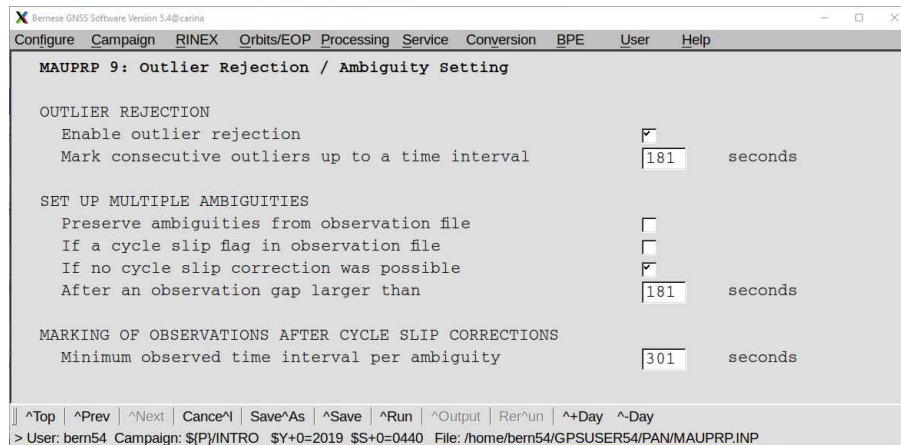 Bernese GNSS Software Version 5.4@carina
Configure Campaign RINEX Orbits/EOP Processing Service Conversion BPE User Help
MAUPRP 9: Outlier Rejection / Ambiguity Setting
OUTLIER REJECTION
Enable outlier rejection
Mark consecutive outliers up to a time interval 181 seconds
SET UP MULTIPLE AMBIGUITIES
Preserve ambiguities from observation file
If a cycle slip flag in observation file
If no cycle slip correction was possible
After an observation gap larger than 181 seconds
MARKING OF OBSERVATIONS AFTER CYCLE SLIP CORRECTIONS
Minimum observed time interval per ambiguity 301 seconds
^Top | ^Prev | ^Next | Cance^l | Save^As | ^Save | ^Run | ^Output | Rer^un | ^+Day ^-Day
> User: bern54 Campaign: ${P}/INTRO $Y+0=2019 $S+0=0440 File: /home/bern54/GPSUSER54/PAN/MAUPRP.INP